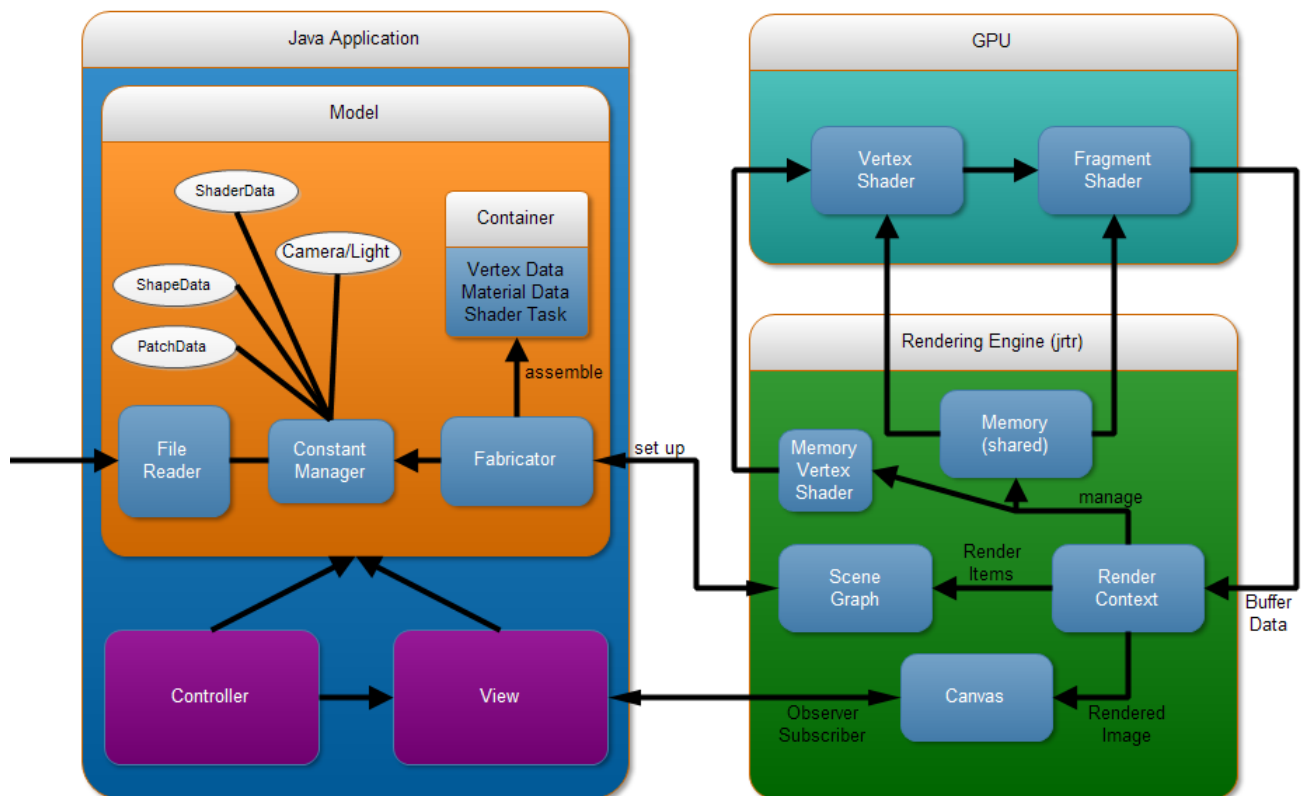 Java Application
Model
ShaderData
Camera/Light
ShapeData
PatchData
Container
Vertex Data
Material Data
Shader Task
assemble
File
Reader
Constant
Manager
Fabricator
set up
Controller
View
Observer
Subscriber
GPU
Vertex
Shader
Fragment
Shader
Rendering Engine (jrtr)
Memory
(shared)
Memory
Vertex
Shader
manage
Scene
Graph
Render
Items
Render
Context
Buffer
Data
Canvas
Rendered
Image